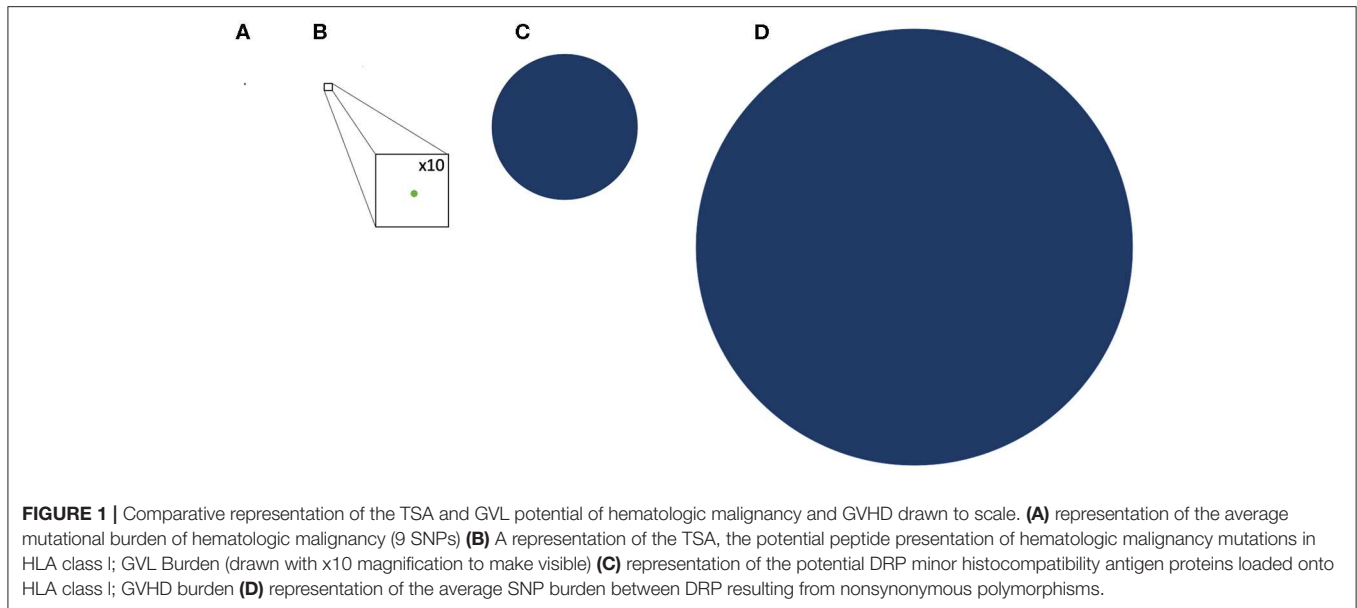 A B C D
x10
FIGURE 1 | Comparative representation of the TSA and GVL potential of hematologic malignancy and GVHD drawn to scale. (A) representation of the average
mutational burden of hematologic malignancy (9 SNPs) (B) A representation of the TSA, the potential peptide presentation of hematologic malignancy mutations in
HLA class I; GVL Burden (drawn with x10 magnification to make visible) (C) representation of the potential DRP minor histocompatibility antigen proteins loaded onto
HLA class I; GVHD burden (D) representation of the average SNP burden between DRP resulting from nonsynonymous polymorphisms.